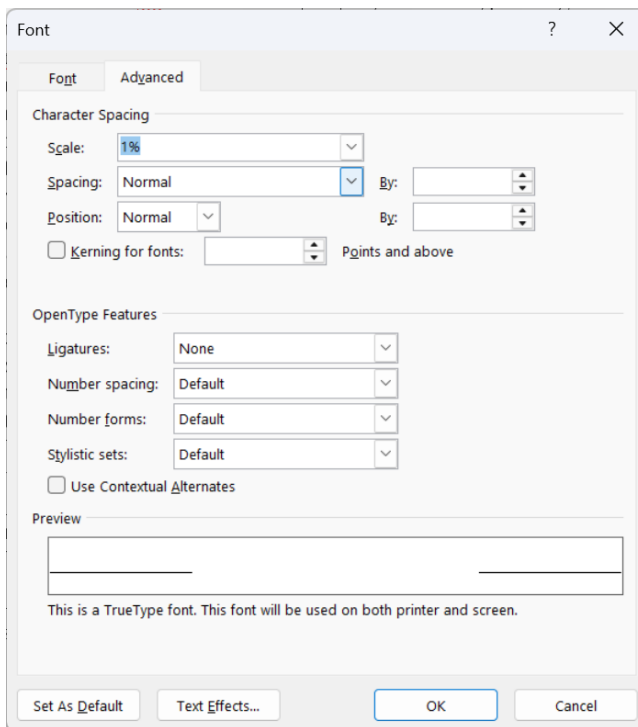 Font ?
Font Advanced
Character Spacing
Scale: 1%
Spacing: Normal By:
Position: Normal By:
Kerning for fonts: Points and above
OpenType Features
Ligatures: None
Number spacing: Default
Number forms: Default
Stylistic sets: Default
Use Contextual Alternates
Preview
This is a TrueType font. This font will be used on both printer and screen.
Set As Default Text Effects... OK Cancel